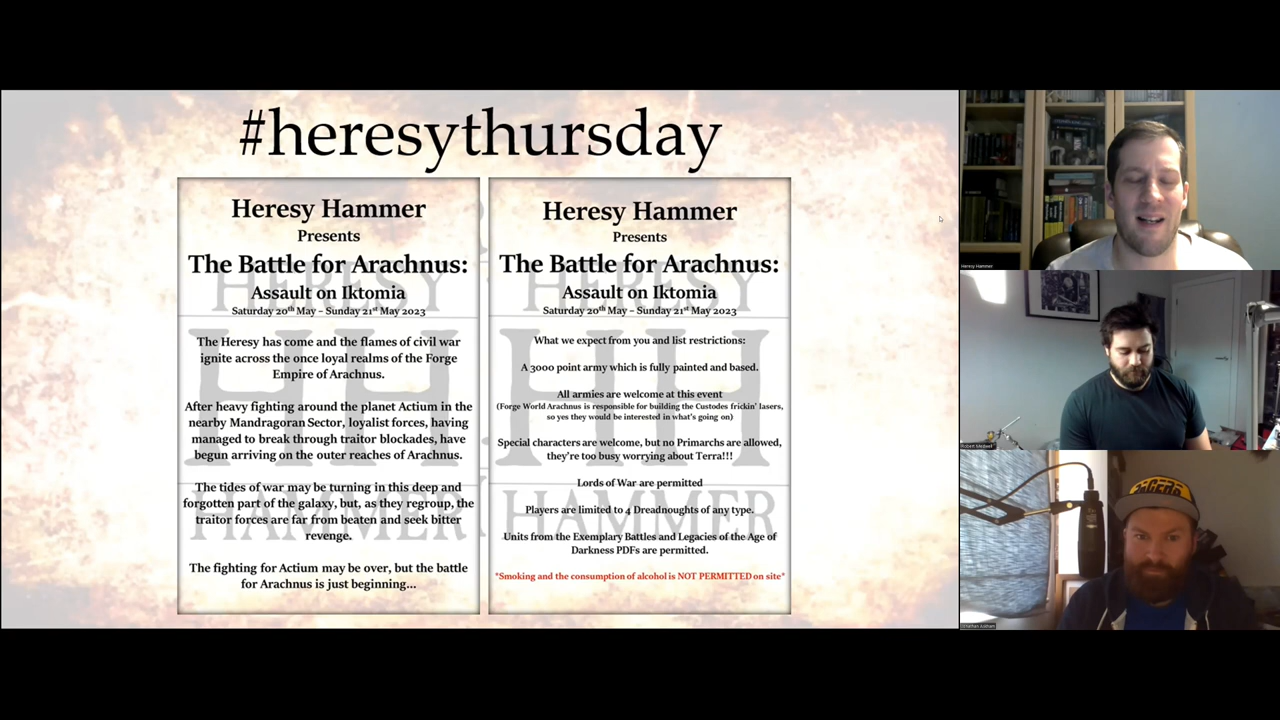 #heresythursday
Heresy Hammer
Presents
The Battle for Arachnus:
Assault on Iktomia
Saturday 20th May – Sunday 21st May 2023
The Heresy has come and the flames of civil war
ignite across the once loyal realms of the Forge
Empire of Arachnus.
After heavy fighting around the planet Actium in the
nearby Mandragoran Sector, loyalist forces, having
managed to break through traitor blockades, have
begun arriving on the outer reaches of Arachnus.
The tides of war may be turning in this deep and
forgotten part of the galaxy, but, as they regroup, the
traitor forces are far from beaten and seek bitter
revenge.
The fighting for Actium may be over, but the battle
for Arachnus is just beginning…
Heresy Hammer
Presents
The Battle for Arachnus:
Assault on Iktomia
Saturday 20th May – Sunday 21st May 2023
What we expect from you and list restrictions:
A 3000 point army which is fully painted and based.
All armies are welcome at this event
(Forge World Arachnus is responsible for building the Custodes frickin' lasers,
so yes they would be interested in what's going on)
Special characters are welcome, but no Primarchs are allowed,
they're too busy worrying about Terra!!!
Lords of War are permitted
Players are limited to 4 Dreadnoughts of any type.
Units from the Exemplary Battles and Legacies of the Age of
Darkness PDFs are permitted.
*Smoking and the consumption of alcohol is NOT PERMITTED on site*
HERESY
HH
HAMMER
HERESY
HH
HAMMER
Heresy Hammer
Robert Medwell